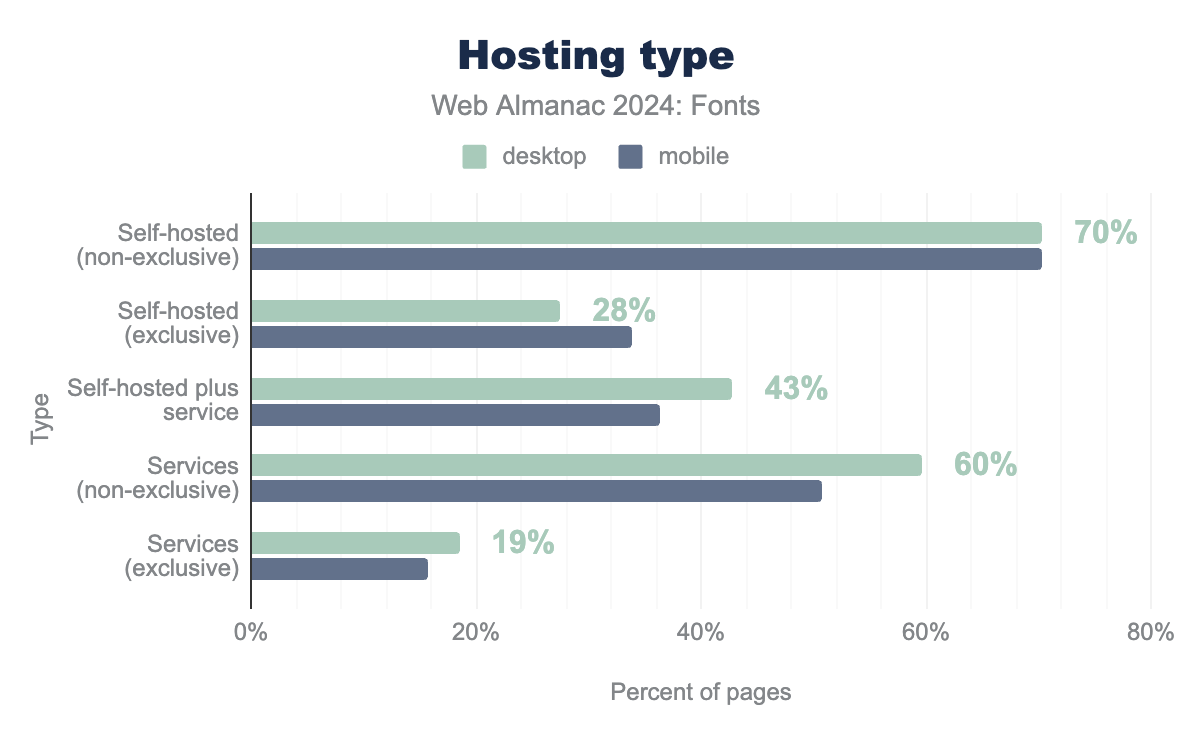 Hosting type
Web Almanac 2024: Fonts
desktop
mobile
Self-hosted
(non-exclusive)
70%
Self-hosted
(exclusive)
28%
Self-hosted plus
service
43%
Services
(non-exclusive)
60%
Services
(exclusive)
19%
Type
0%
20%
40%
60%
80%
Percent of pages